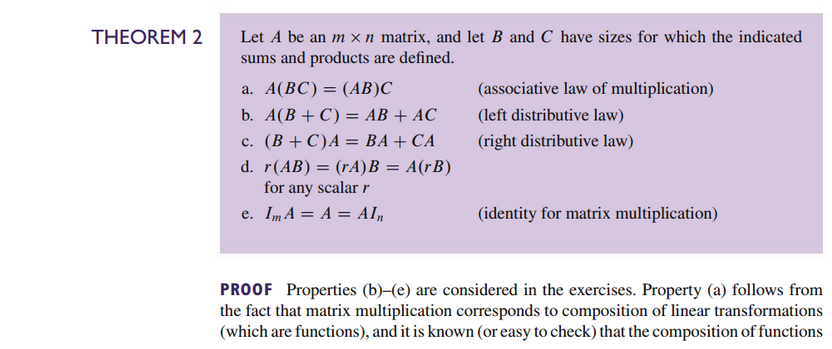 THEOREM 2
Let A be an m × n matrix, and let B and C have sizes for which the indicated
sums and products are defined.
a. A(BC) = (AB)C (associative law of multiplication)
b. A(B + C) = AB + AC (left distributive law)
c. (B + C)A = BA + CA (right distributive law)
d. r(AB) = (rA)B = A(rB)
for any scalar r
e. IₘA = A = AIₙ (identity for matrix multiplication)
PROOF Properties (b)–(e) are considered in the exercises. Property (a) follows from
the fact that matrix multiplication corresponds to composition of linear transformations
(which are functions), and it is known (or easy to check) that the composition of functions